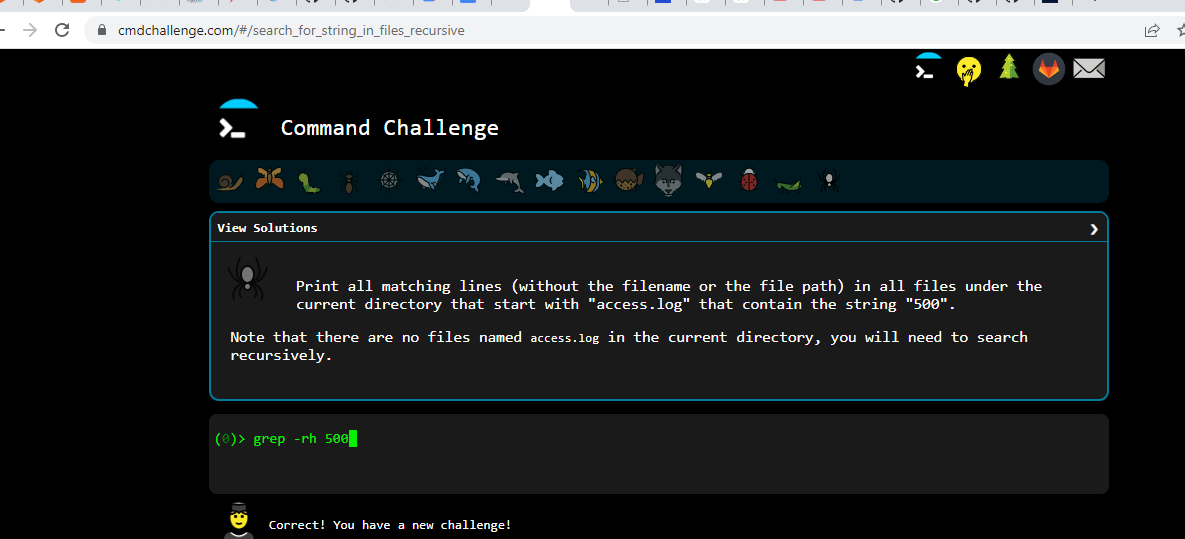 cmdchallenge.com/#/search_for_string_in_files_recursive
Command Challenge
View Solutions
Print all matching lines (without the filename or the file path) in all files under the
current directory that start with "access.log" that contain the string "500".
Note that there are no files named access.log in the current directory, you will need to search
recursively.
(0)> grep -rh 500
Correct! You have a new challenge!